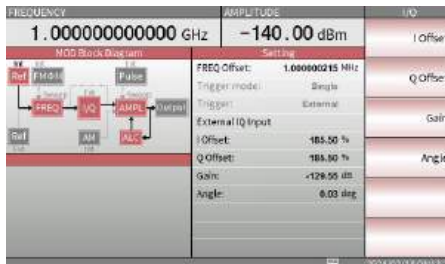 FREQUENCY
AMPLITUDE
I/O
1.000000000000 GHz
-140.00 dBm
MOD Block Diagram
Setting
I Offset
Q Offset
Gain
Angle
Ref
Pulse
FREQ
I/Q
AMPL
Output
Ref
AM
ALC
FREQ Offset: 1.000000215 MHz
Trigger mode: Single
Trigger: External
External IQ Input
I Offset: 185.50 %
Q Offset: 185.50 %
Gain: -129.55 dB
Angle: 0.03 deg